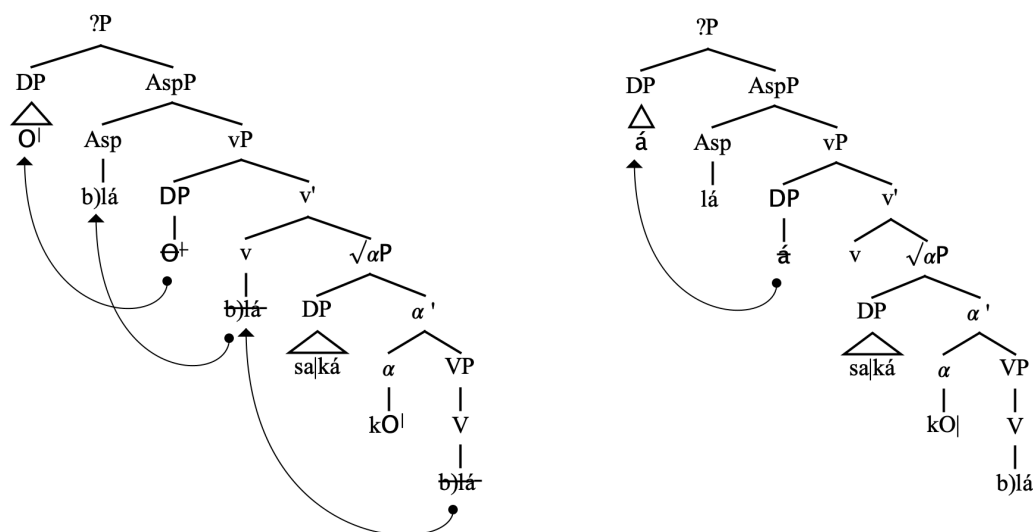 ?P ?P
DP AspP DP AspP
O| Asp vP á Asp vP
b)lá DP v' lá DP v'
O| v √αP á v √αP
b)lá DP α' DP α'
sa|ká α VP sa|ká α VP
kO| V kO| V
b)lá b)lá